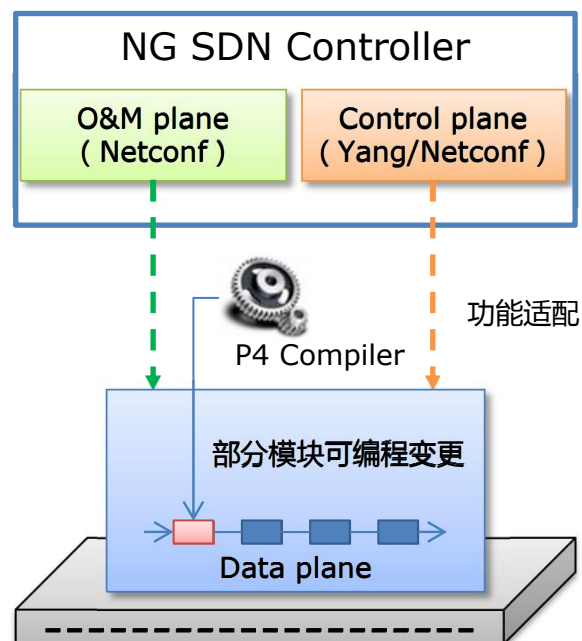 NG SDN Controller
O&M plane
( Netconf )
Control plane
( Yang/Netconf )
功能适配
P4 Compiler
部分模块可编程变更
Data plane